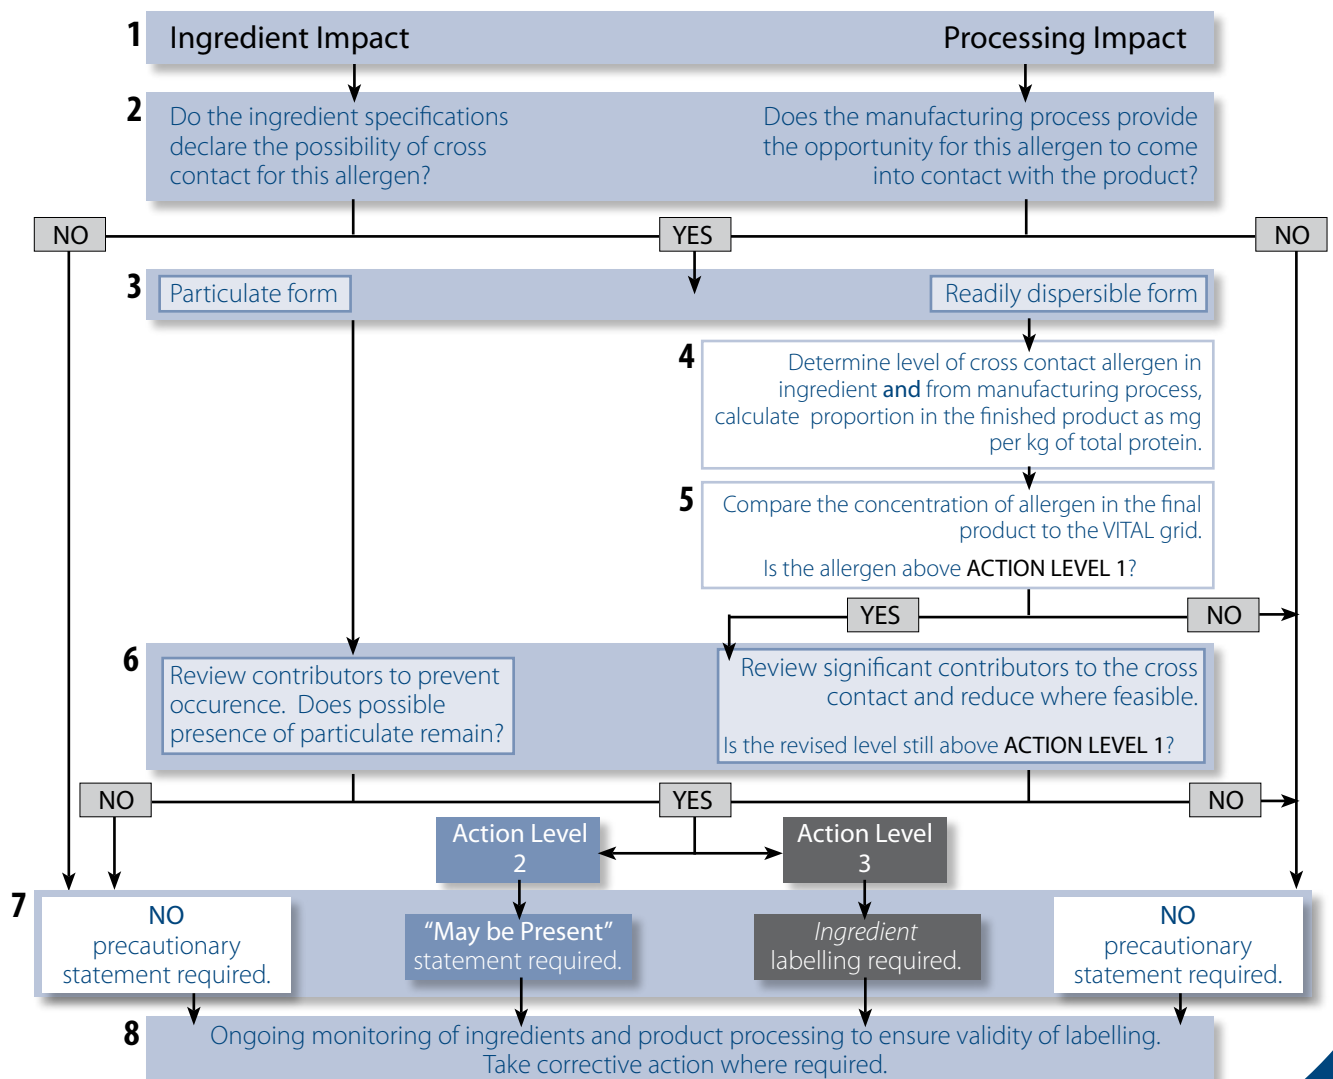 1
Ingredient Impact
Processing Impact
2
Do the ingredient specifications
declare the possibility of cross
contact for this allergen?
Does the manufacturing process provide
the opportunity for this allergen to come
into contact with the product?
NO
YES
NO
3
Particulate form
Readily dispersible form
4
Determine level of cross contact allergen in
ingredient and from manufacturing process,
calculate proportion in the finished product as mg
per kg of total protein.
5
Compare the concentration of allergen in the final
product to the VITAL grid.
Is the allergen above ACTION LEVEL 1?
YES
NO
6
Review contributors to prevent
occurence. Does possible
presence of particulate remain?
Review significant contributors to the cross
contact and reduce where feasible.
Is the revised level still above ACTION LEVEL 1?
NO
YES
NO
Action Level
2
Action Level
3
7
NO
precautionary
statement required.
“May be Present”
statement required.
Ingredient
labelling required.
NO
precautionary
statement required.
8
Ongoing monitoring of ingredients and product processing to ensure validity of labelling.
Take corrective action where required.